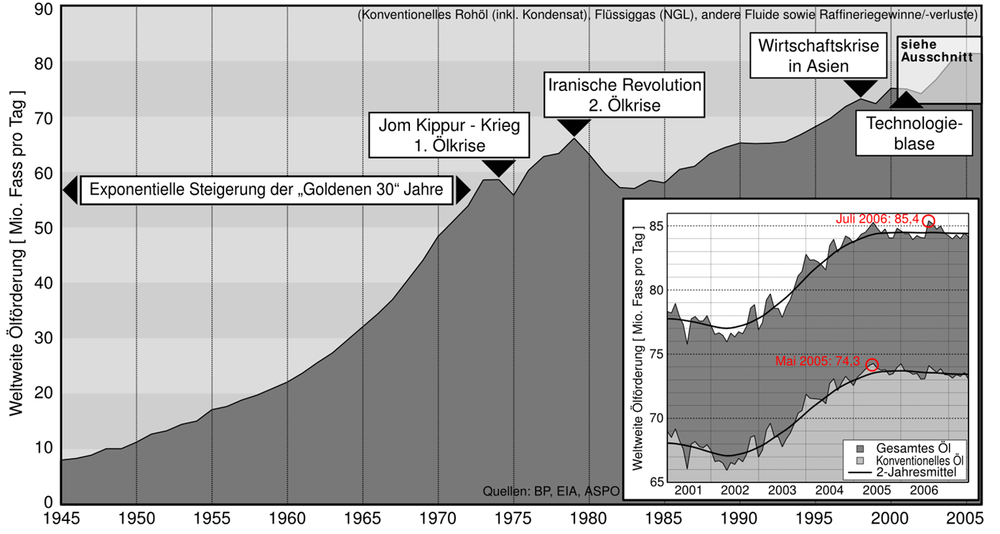 (Konventionelles Rohöl (inkl. Kondensat), Flüssiggas (NGL), andere Fluide sowie Raffineriegewinne/-verluste)
Weltweite Ölförderung [ Mio. Fass pro Tag ]
90
80
70
60
50
40
30
20
10
0
Exponentielle Steigerung der „Goldenen 30“ Jahre
Jom Kippur - Krieg
1. Ölkrise
Iranische Revolution
2. Ölkrise
Wirtschaftskrise
in Asien
siehe
Ausschnitt
Technologie-
blase
Weltweite Ölförderung [ Mio. Fass pro Tag ]
85
80
75
70
65
Juli 2006: 85,4
Mai 2005: 74,3
Gesamtes Öl
Konventionelles Öl
2-Jahresmittel
2001 2002 2003 2004 2005 2006
Quellen: BP, EIA, ASPO
1945 1950 1955 1960 1965 1970 1975 1980 1985 1990 1995 2000 2005